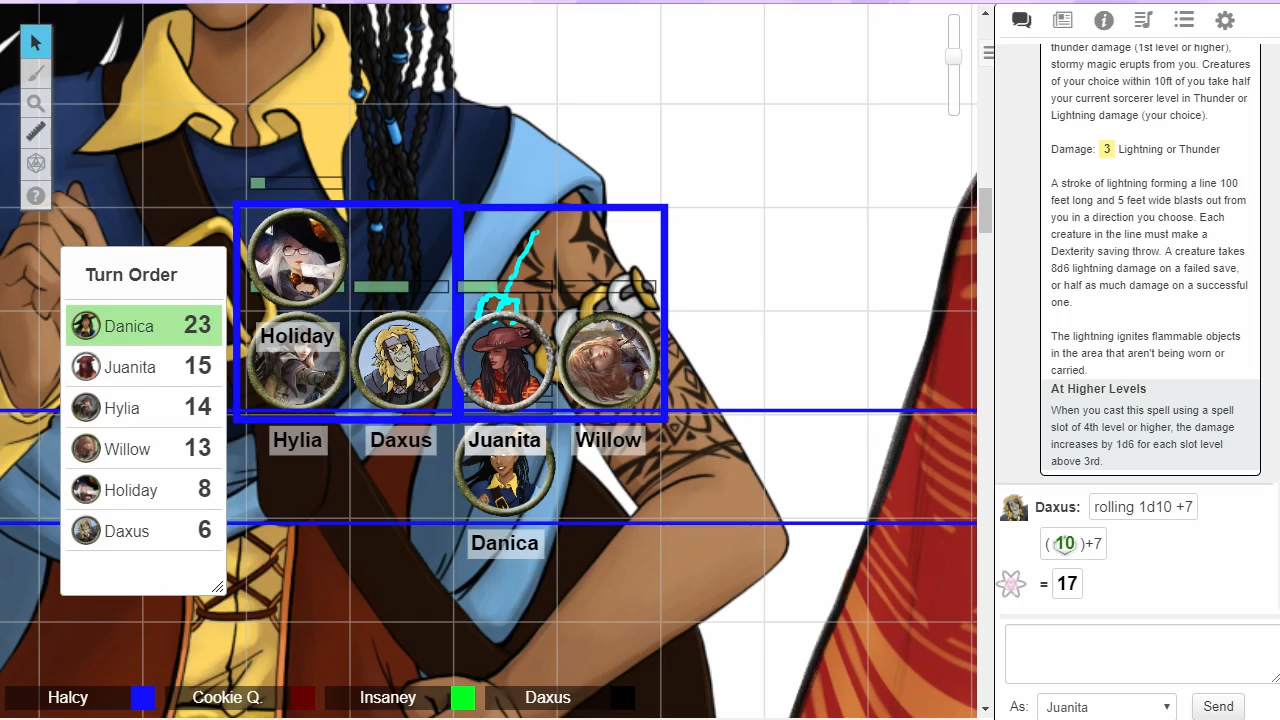 Turn Order
Danica 23
Juanita 15
Hylia 14
Willow 13
Holiday 8
Daxus 6
Holiday
Hylia
Daxus
Juanita
Willow
Danica
Halcy
Cookie Q.
Insaney
Daxus
thunder damage (1st level or higher),
stormy magic erupts from you. Creatures
of your choice within 10ft of you take half
your current sorcerer level in Thunder or
Lightning damage (your choice).
Damage: 3 Lightning or Thunder
A stroke of lightning forming a line 100
feet long and 5 feet wide blasts out from
you in a direction you choose. Each
creature in the line must make a
Dexterity saving throw. A creature takes
8d6 lightning damage on a failed save,
or half as much damage on a successful
one.
The lightning ignites flammable objects
in the area that aren't being worn or
carried.
At Higher Levels
When you cast this spell using a spell
slot of 4th level or higher, the damage
increases by 1d6 for each slot level
above 3rd.
Daxus: rolling 1d10 +7
(10)+7
= 17
As: Juanita Send